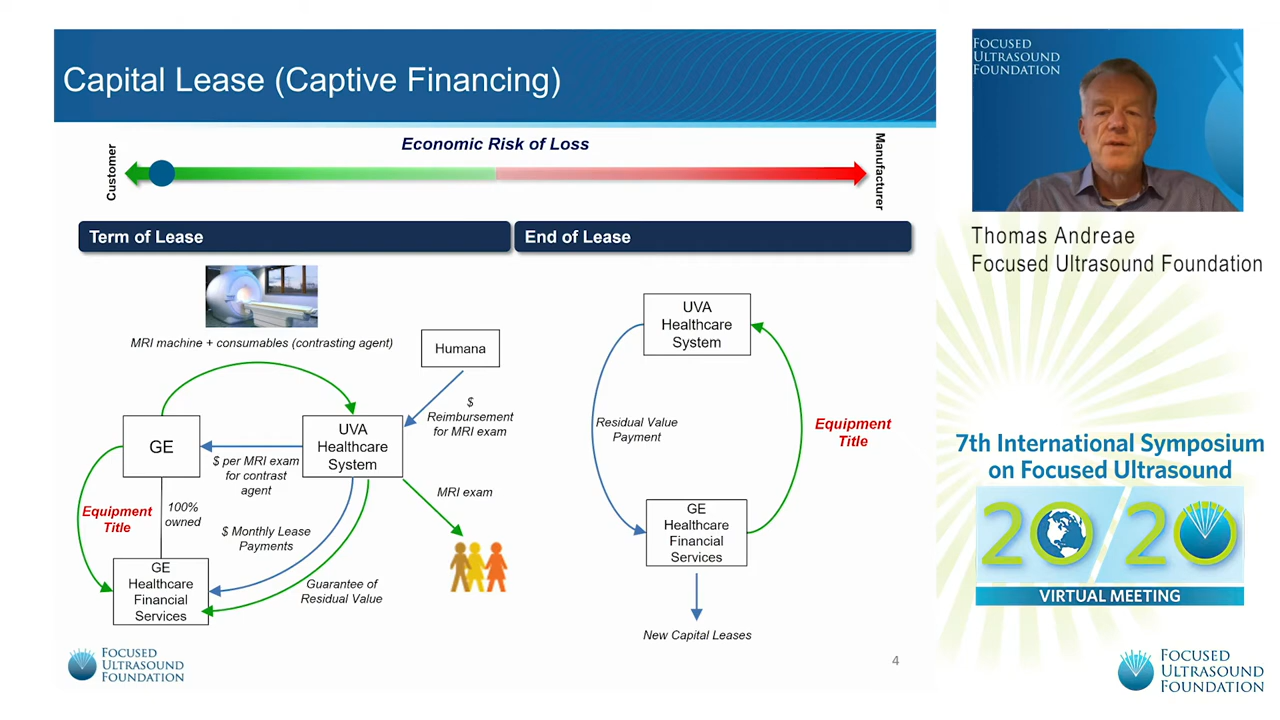 Capital Lease (Captive Financing)
Economic Risk of Loss
Customer
Manufacturer
Term of Lease
End of Lease
MRI machine + consumables (contrasting agent)
Humana
$
Reimbursement
for MRI exam
GE
UVA
Healthcare
System
$ per MRI exam
for contrast
agent
MRI exam
Equipment
Title
100%
owned
$ Monthly Lease
Payments
GE
Healthcare
Financial
Services
Guarantee of
Residual Value
UVA
Healthcare
System
Residual Value
Payment
Equipment
Title
GE
Healthcare
Financial
Services
New Capital Leases
FOCUSED
ULTRASOUND
FOUNDATION
4
FOCUSED
ULTRASOUND
FOUNDATION
Thomas Andreae
Focused Ultrasound Foundation
7th International Symposium
on Focused Ultrasound
20/20
VIRTUAL MEETING
FOCUSED
ULTRASOUND
FOUNDATION